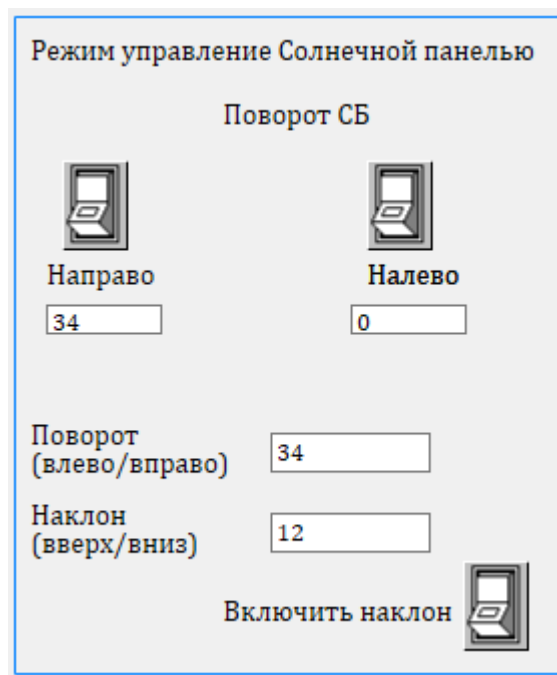 Режим управление Солнечной панелью
Поворот СБ
Направо Налево
34 0
Поворот
(влево/вправо) 34
Наклон
(вверх/вниз) 12
Включить наклон